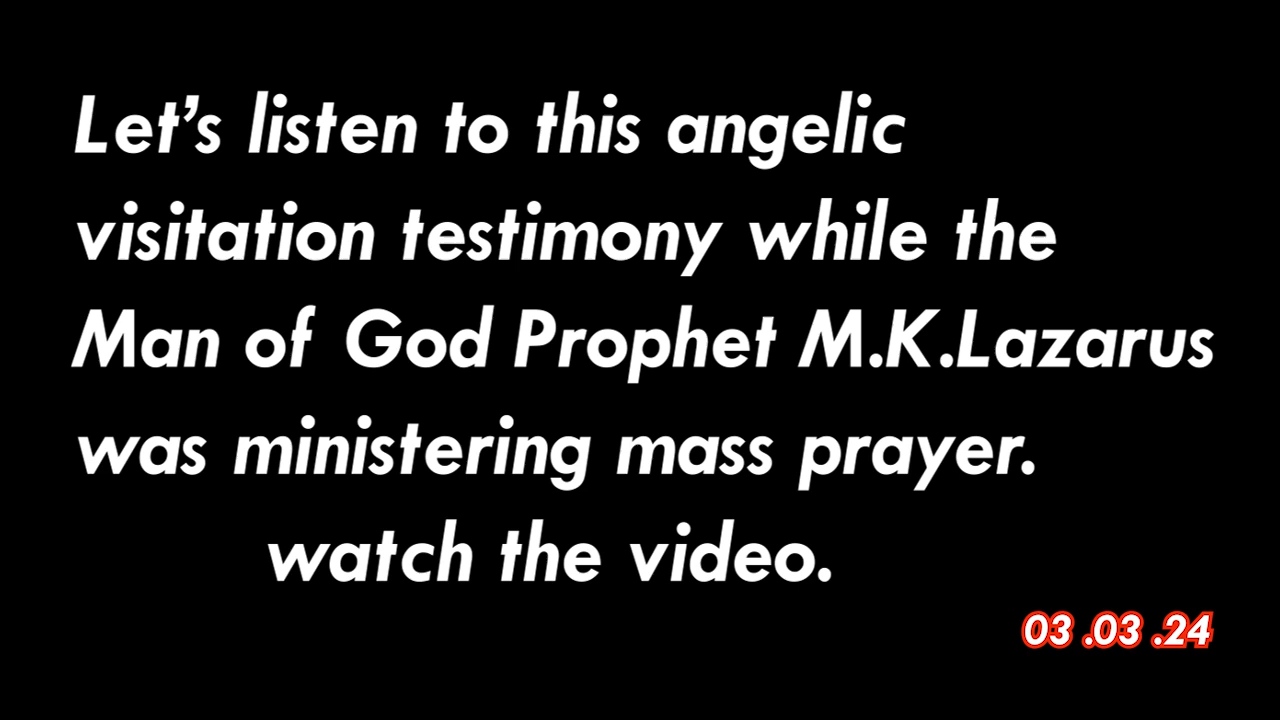 Let's listen to this angelic
visitation testimony while the
Man of God Prophet M.K.Lazarus
was ministering mass prayer.
watch the video.
03 .03 .24